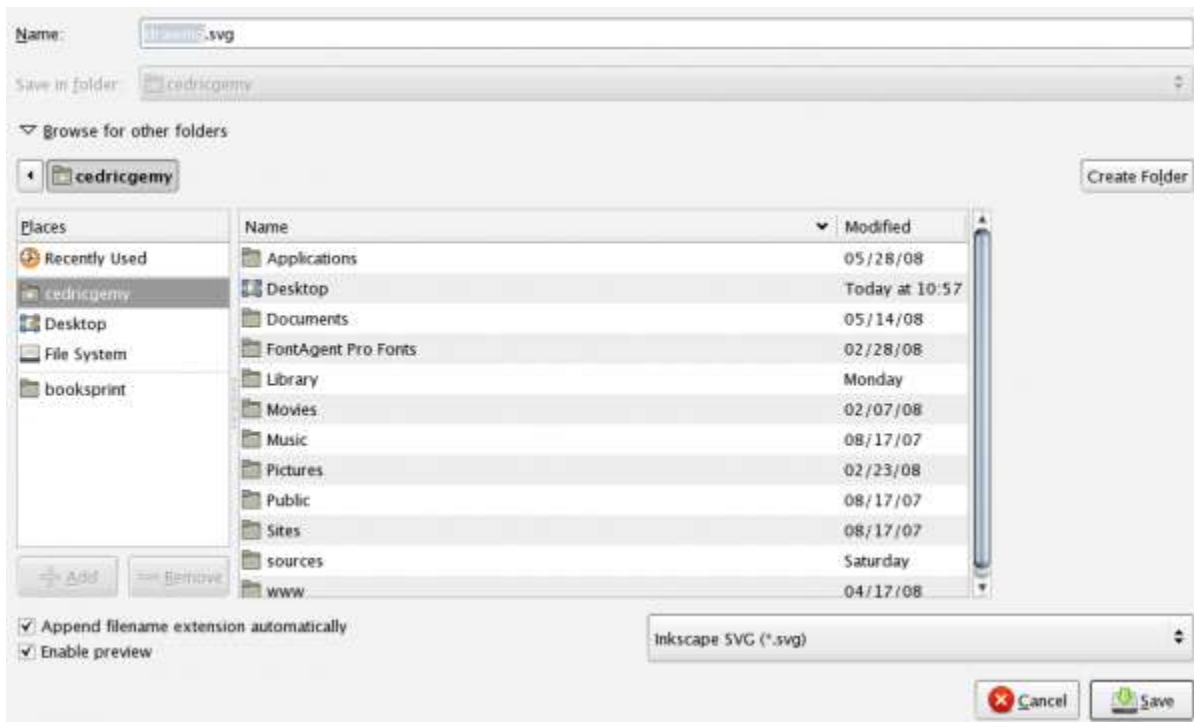 Name: .svg
Save in folder: cedricgemy
Browse for other folders
cedricgemy Create Folder
Places Name Modified
Recently Used Applications 05/28/08
cedricgemy Desktop Today at 10:57
Desktop Documents 05/14/08
File System FontAgent Pro Fonts 02/28/08
booksprint Library Monday
Movies 02/07/08
Music 08/17/07
Pictures 02/23/08
Public 08/17/07
Sites 08/17/07
Add Remove sources Saturday
www 04/17/08
Append filename extension automatically Inkscape SVG (*.svg)
Enable preview
Cancel Save